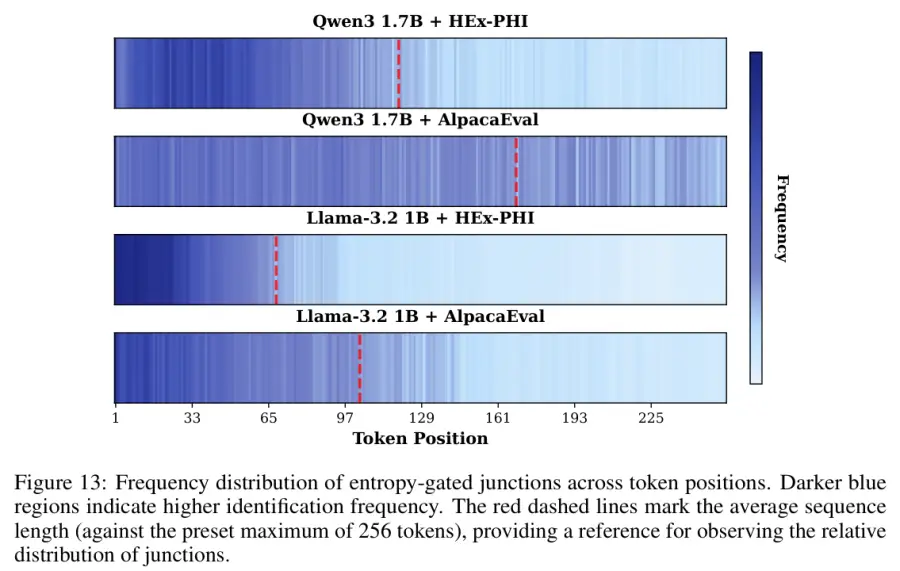 Qwen3 1.7B + HEx-PHI
Qwen3 1.7B + AlpacaEval
Llama-3.2 1B + HEx-PHI
Llama-3.2 1B + AlpacaEval
1 33 65 97 129 161 193 225
Token Position
Frequency
Figure 13: Frequency distribution of entropy-gated junctions across token positions. Darker blue
regions indicate higher identification frequency. The red dashed lines mark the average sequence
length (against the preset maximum of 256 tokens), providing a reference for observing the relative
distribution of junctions.